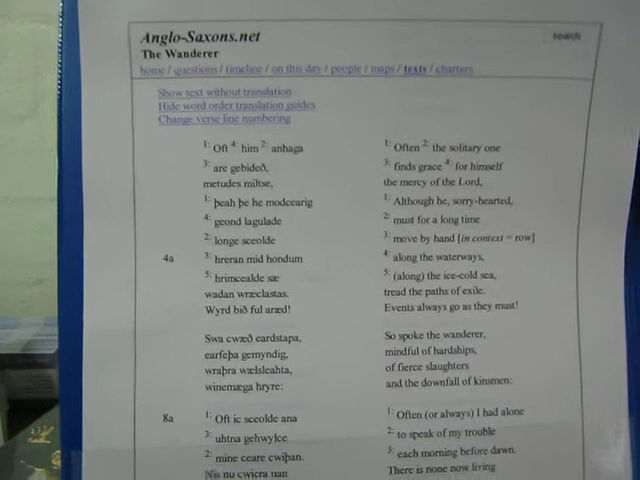 Anglo-Saxons.net search
The Wanderer
home / questions / timeline / on this day / people / maps / texts / charters
Show text without translation
Hide word order translation guides
Change verse line numbering
1: Oft 4: him 2: anhaga 1: Often 2: the solitary one
3: are gebideð, 3: finds grace 4: for himself
metudes miltse, the mercy of the Lord,
1: þeah þe he modcearig 1: Although he, sorry-hearted,
4: geond lagulade 2: must for a long time
2: longe sceolde 3: move by hand [in context = row]
4a 3: hreran mid hondum 4: along the waterways,
5: hrimcealde sæ 5: (along) the ice-cold sea,
wadan wræclastas. tread the paths of exile.
Wyrd bið ful aræd! Events always go as they must!
Swa cwæð eardstapa, So spoke the wanderer,
earfeþa gemyndig, mindful of hardships,
wraþra wælsleahta, of fierce slaughters
winemæga hryre: and the downfall of kinsmen:
8a 1: Oft ic sceolde ana 1: Often (or always) I had alone
3: uhtna gehwylce 2: to speak of my trouble
2: mine ceare cwiþan. 3: each morning before dawn.
Nis nu cwicra nan There is none now living